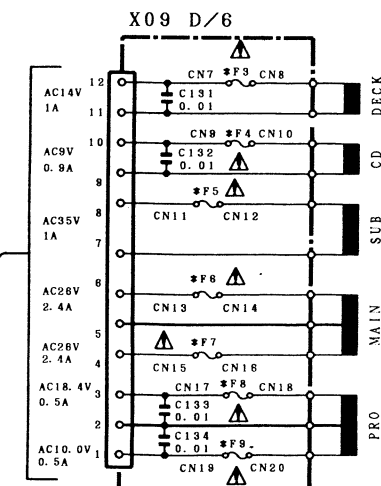 X09 D/6
12 CN7 *F3 CN8
AC14V
1A
C131
0.01
DECK
11
10 CN9 *F4 CN10
AC9V
0.9A
C132
0.01
CD
9
*F5
8
CN11 CN12
AC35V
1A
SUB
7
6 *F6
AC26V
2.4A
CN13 CN14
MAIN
5
*F7
AC26V
2.4A
4
CN15 CN16
AC18.4V
0.5A
3 CN17 *F8 CN18
C133
0.01
2
PRO
C134
0.01
*F9
AC10.0V
0.5A
1
CN19 CN20